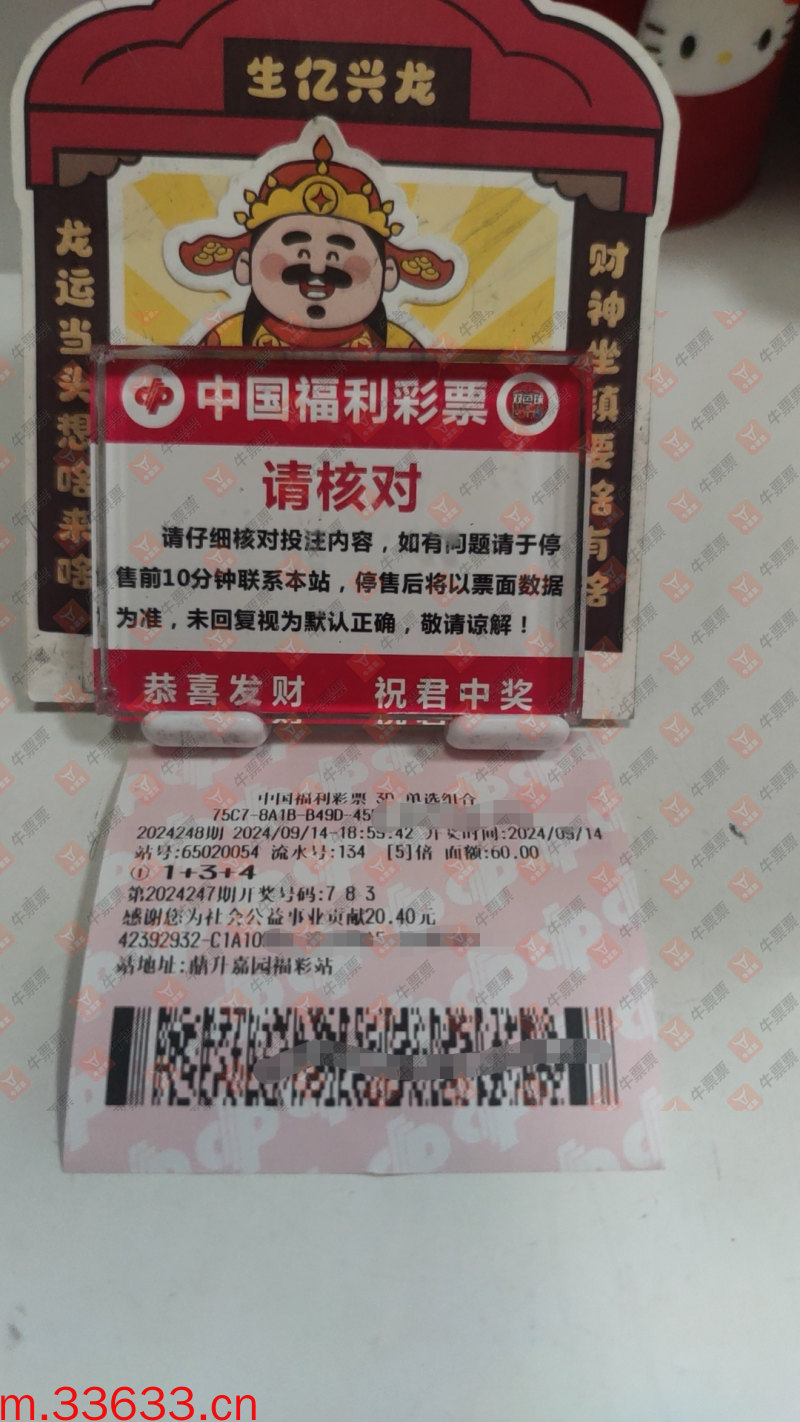 生亿兴龙
龙运当头想啥来啥
财神坐镇要啥有啥
中国福利彩票
双色球
请核对
请仔细核对投注内容，如有问题请于停
售前10分钟联系本站，停售后将以票面数据
为准，未回复视为默认正确，敬请谅解！
恭喜发财 祝君中奖
中国福利彩票 3D 单选组合
75C7-8A1B-B49D-45
2024248期 2024/09/14-18:59:42 开奖时间:2024/09/14
站号:65020054 流水号:134 [5]倍 面额:60.00
① 1+3+4
第2024247期开奖号码:7 8 3
感谢您为社会公益事业贡献20.40元
42392932-C1A10
站地址:鼎升嘉园福彩站
牛票票
m.33633.cn